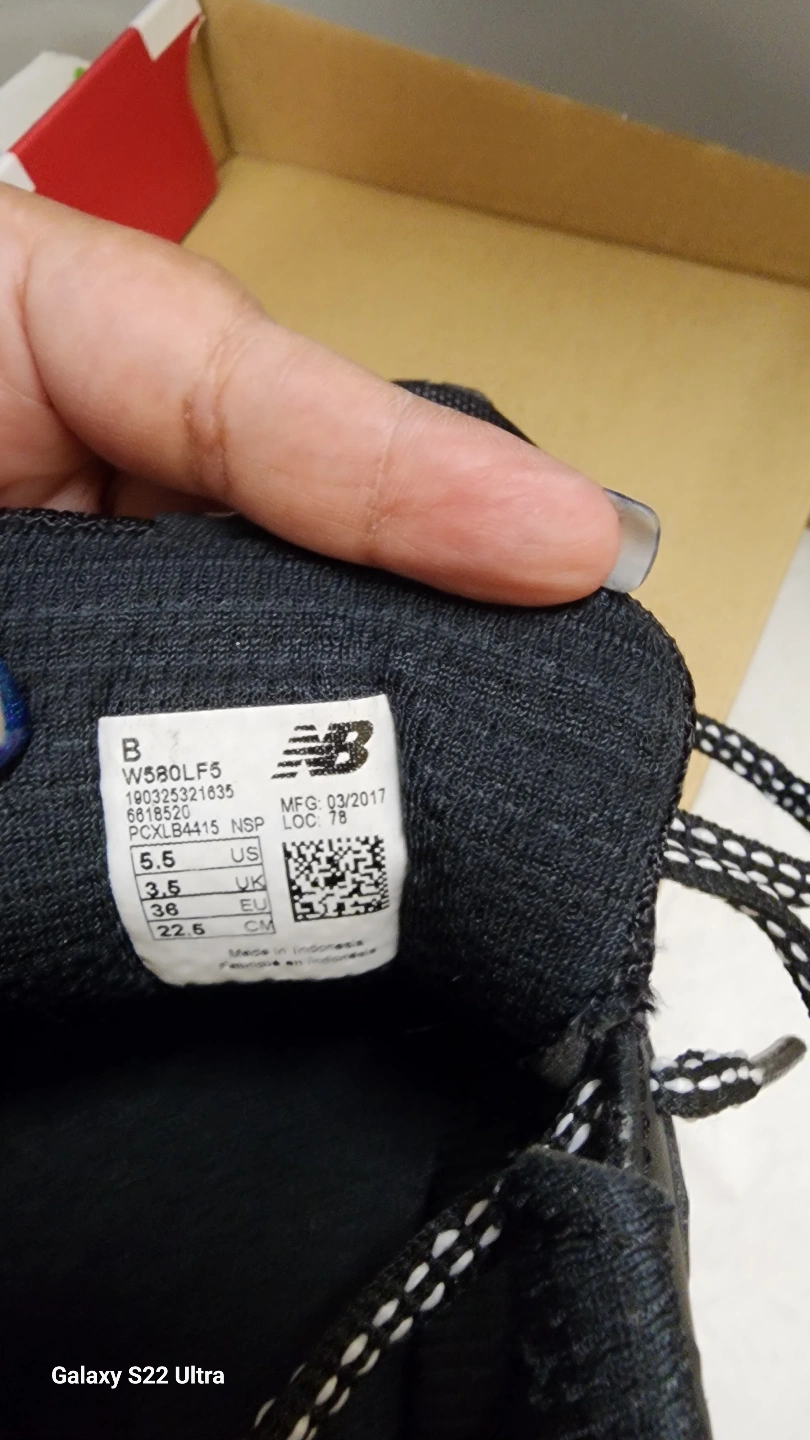 B
W580LF5
190325321635
6618520
PCXLB4415 NSP
NB
MFG: 03/2017
LOC: 78
5.5 US
3.5 UK
36 EU
22.5 CM
Made in Indonesia
Fabriqué en Indonésie
Galaxy S22 Ultra